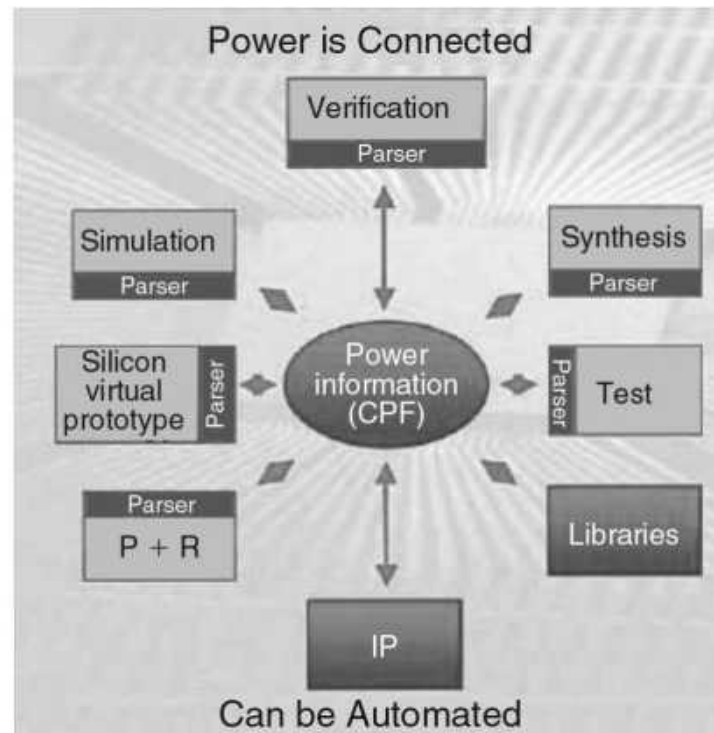 Power is Connected
Verification
Parser
Simulation
Parser
Synthesis
Parser
Silicon
virtual
prototype
Parser
Power
information
(CPF)
Parser
Test
Parser
P + R
Libraries
IP
Can be Automated